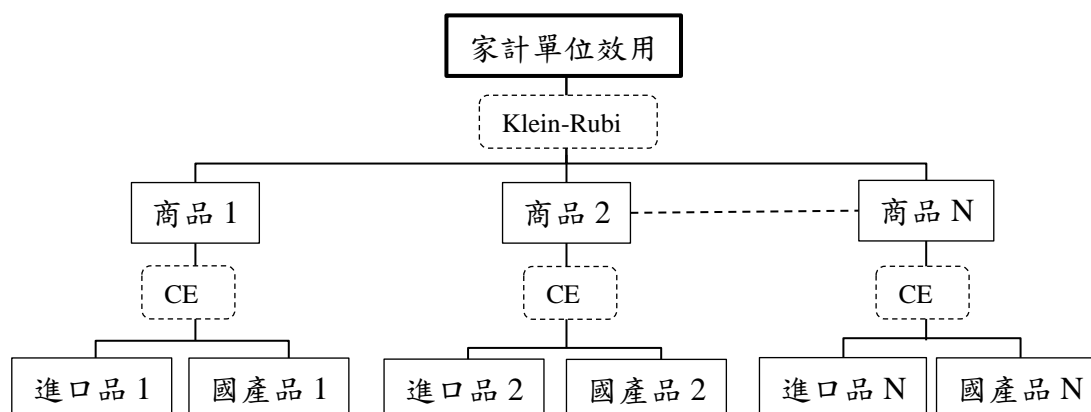 家計單位效用
Klein-Rubi
商品 1
商品 2
商品 N
CE
CE
CE
進口品 1
國產品 1
進口品 2
國產品 2
進口品 N
國產品 N